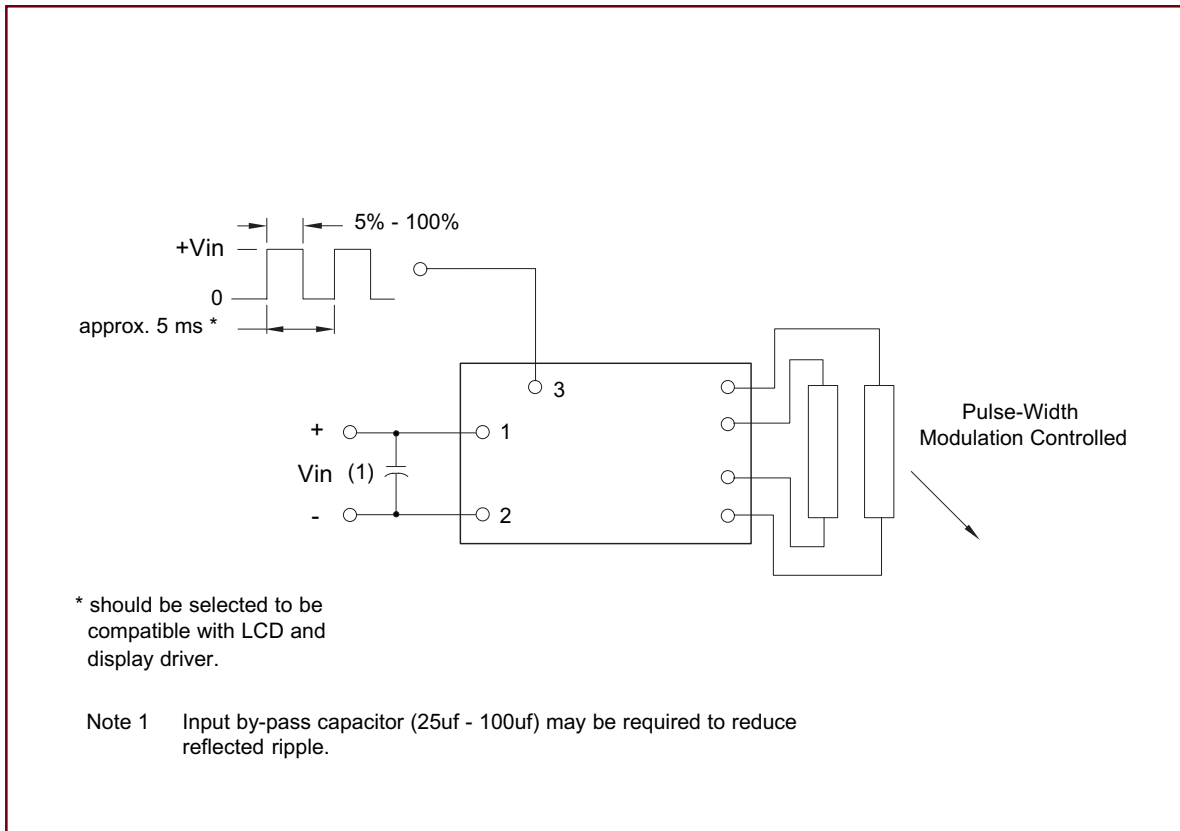 5% - 100%
+Vin
0
approx. 5 ms *
3
+
1
Vin
(1)
-
2
Pulse-Width
Modulation Controlled
* should be selected to be
compatible with LCD and
display driver.
Note 1 Input by-pass capacitor (25uf - 100uf) may be required to reduce
reflected ripple.